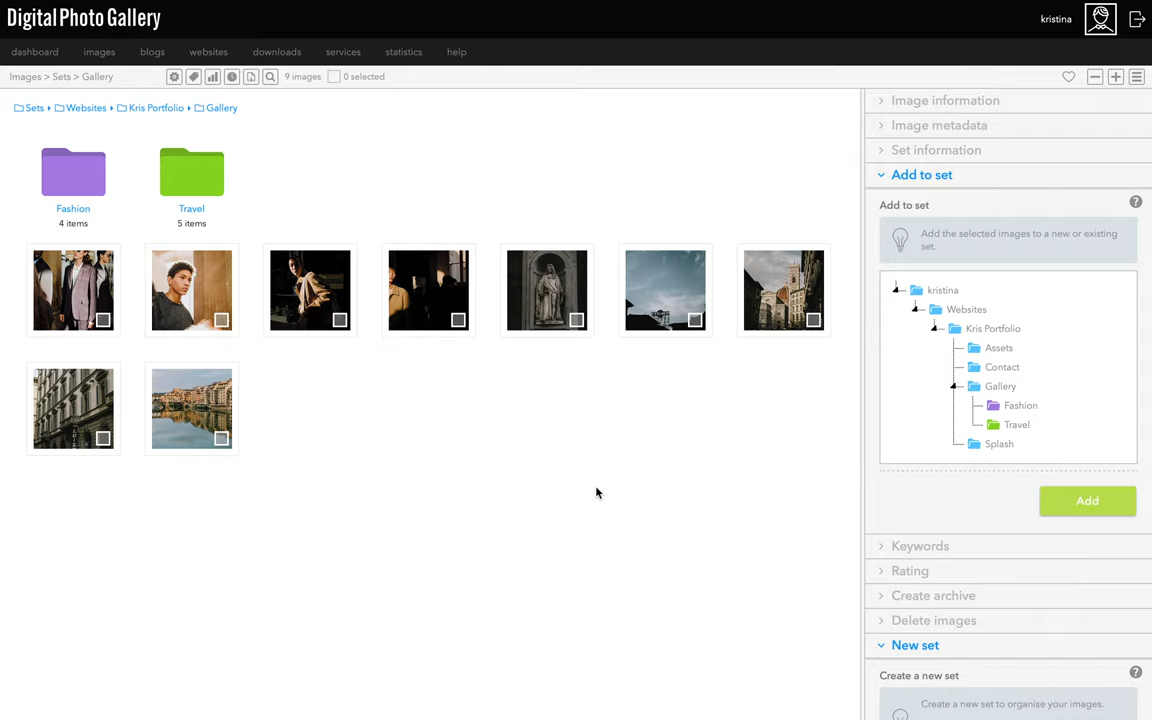 Digital Photo Gallery
kristina
dashboard images blogs websites downloads services statistics help
Images > Sets > Gallery
9 images
0 selected
Sets
Websites
Kris Portfolio
Gallery
Fashion
4 items
Travel
5 items
Image information
Image metadata
Set information
Add to set
Add to set
?
Add the selected images to a new or existing
set.
kristina
Websites
Kris Portfolio
Assets
Contact
Gallery
Fashion
Travel
Splash
Add
Keywords
Rating
Create archive
Delete images
New set
Create a new set
?
Create a new set to organise your images.